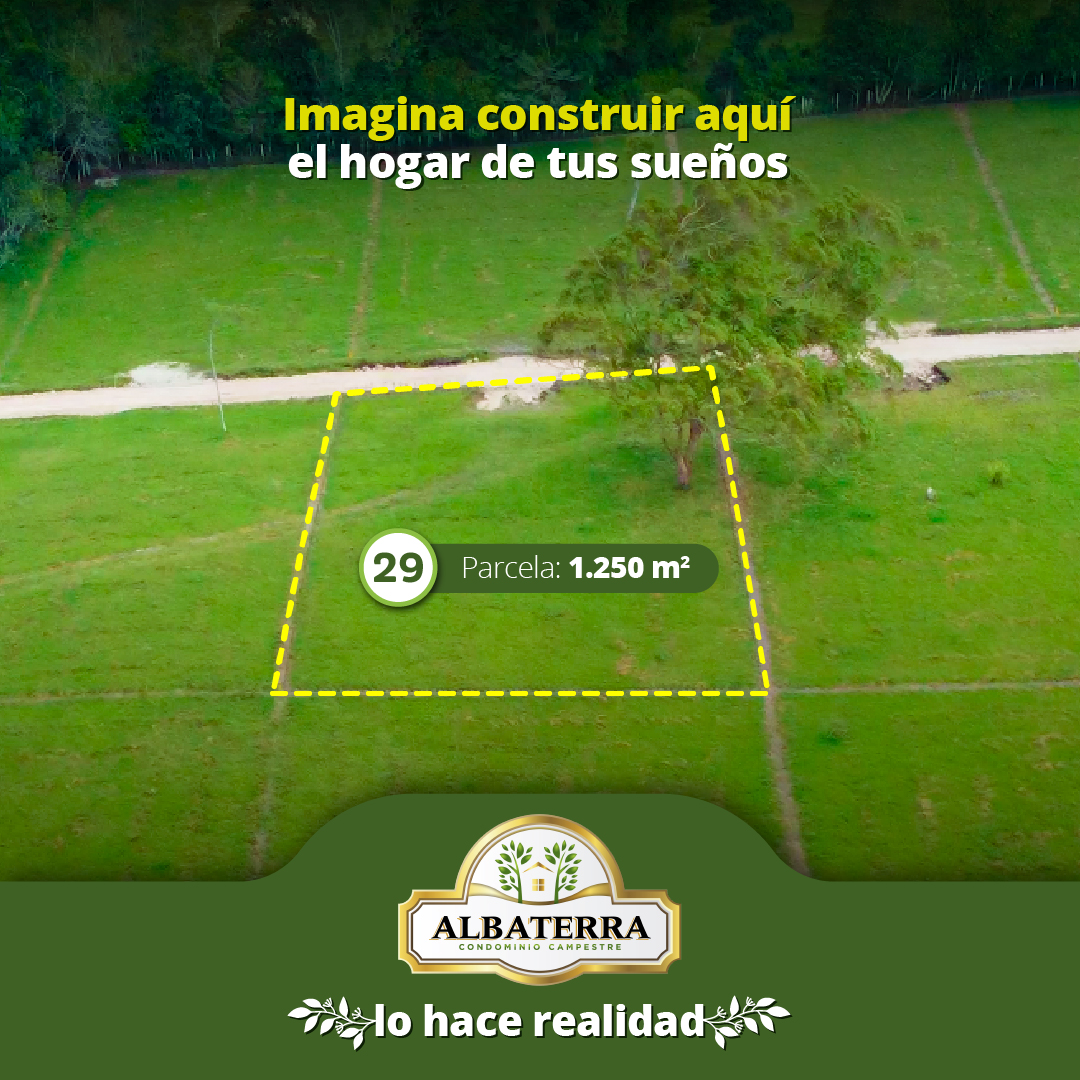 Imagina construir aquí
el hogar de tus sueños
29
Parcela: 1.250 m²
ALBATERRA
CONDOMINIO CAMPESTRE
lo hace realidad